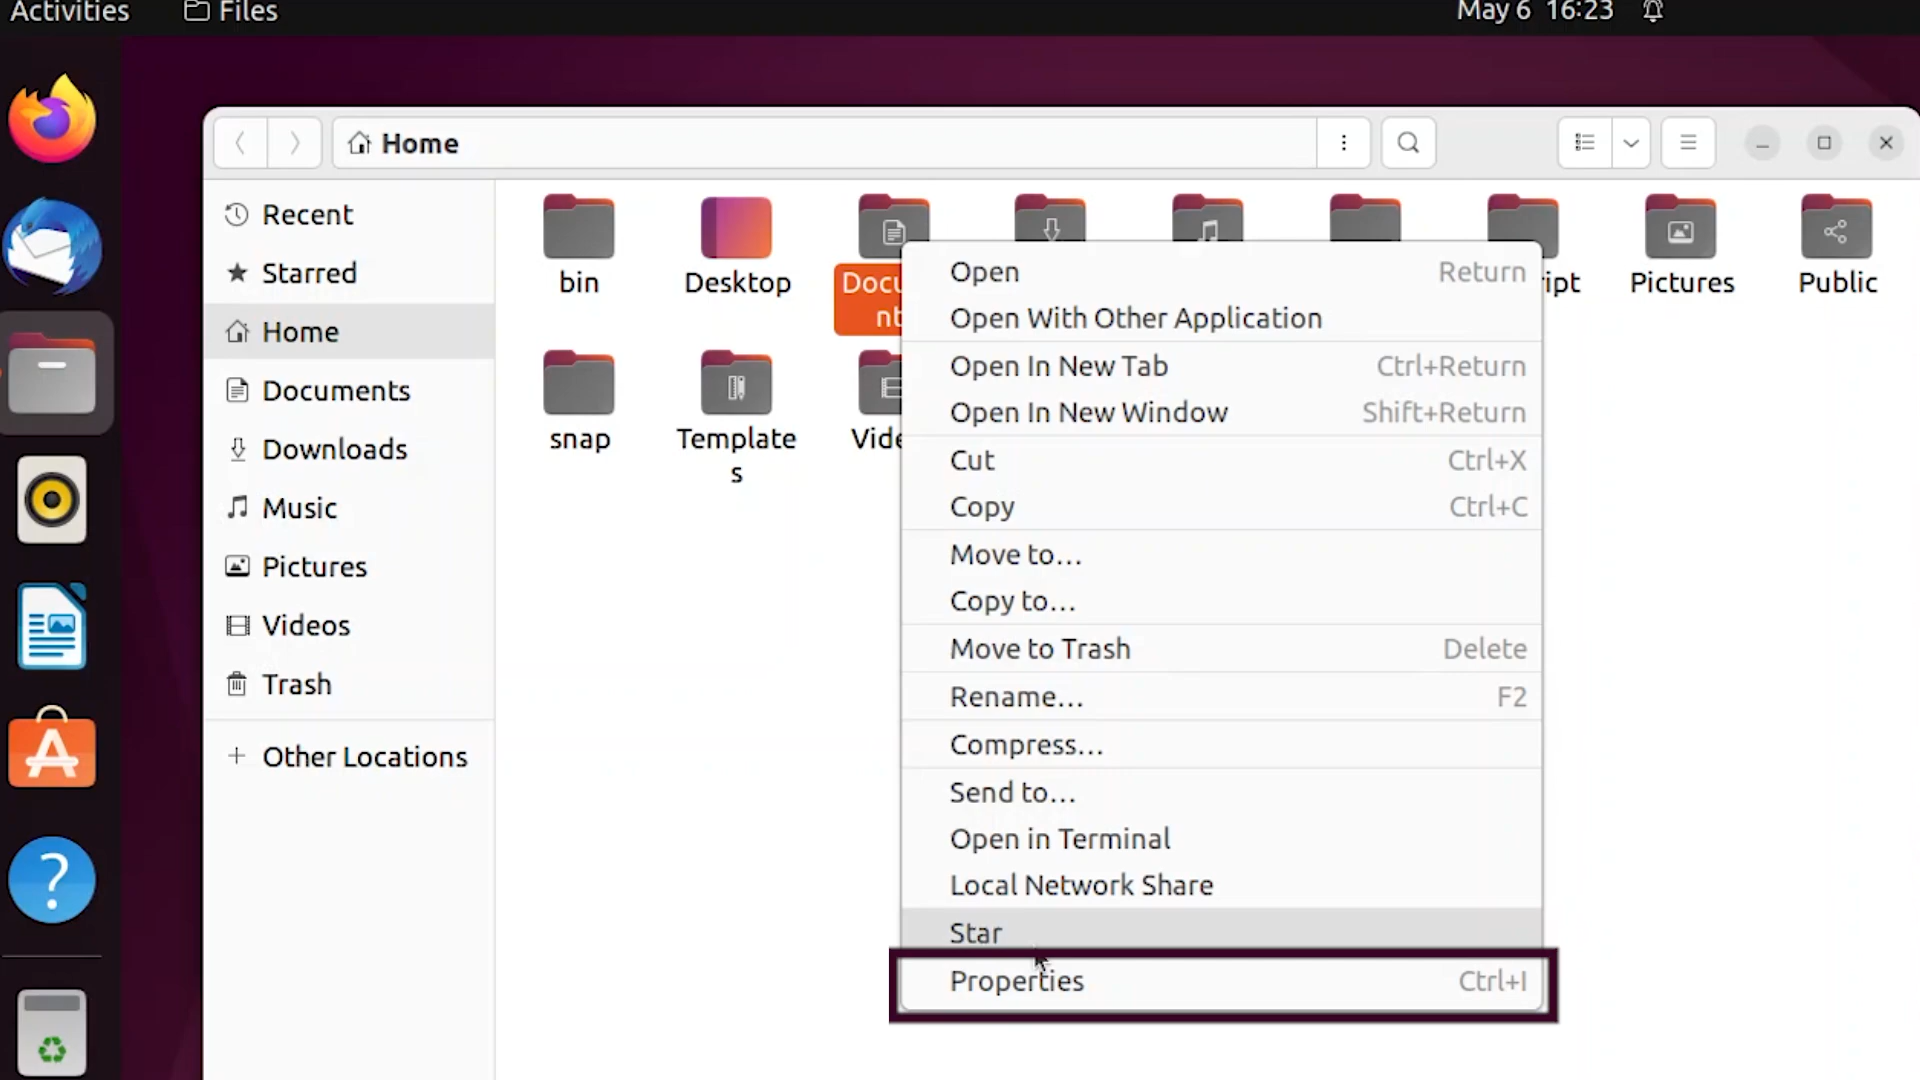 Activities
Files
May 6 16:23
Home
Recent
Starred
Home
Documents
Downloads
Music
Pictures
Videos
Trash
Other Locations
bin
Desktop
Docu
nt
ipt
Pictures
Public
snap
Template
s
Vide
Open Return
Open With Other Application
Open In New Tab Ctrl+Return
Open In New Window Shift+Return
Cut Ctrl+X
Copy Ctrl+C
Move to...
Copy to...
Move to Trash Delete
Rename... F2
Compress...
Send to...
Open in Terminal
Local Network Share
Star
Properties Ctrl+I